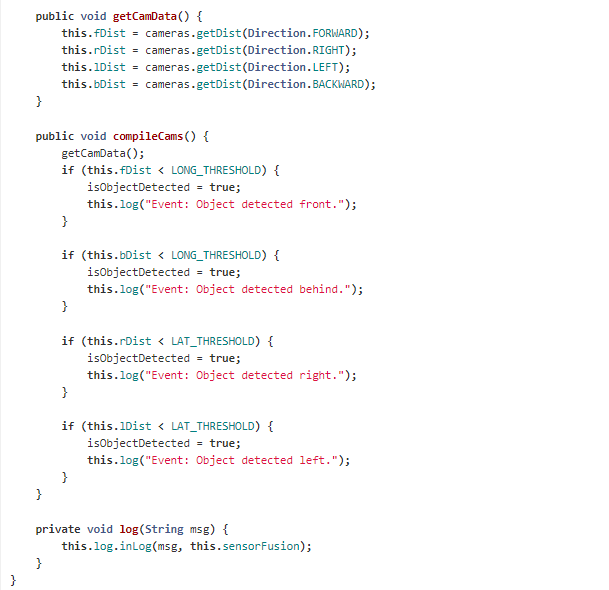 public void getCamData() {
this.fDist = cameras.getDist(Direction.FORWARD);
this.rDist = cameras.getDist(Direction.RIGHT);
this.lDist = cameras.getDist(Direction.LEFT);
this.bDist = cameras.getDist(Direction.BACKWARD);
}
public void compileCams() {
getCamData();
if (this.fDist < LONG_THRESHOLD) {
isObjectDetected = true;
this.log("Event: Object detected front.");
}
if (this.bDist < LONG_THRESHOLD) {
isObjectDetected = true;
this.log("Event: Object detected behind.");
}
if (this.rDist < LAT_THRESHOLD) {
isObjectDetected = true;
this.log("Event: Object detected right.");
}
if (this.lDist < LAT_THRESHOLD) {
isObjectDetected = true;
this.log("Event: Object detected left.");
}
}
private void log(String msg) {
this.log.inLog(msg, this.sensorFusion);
}
}